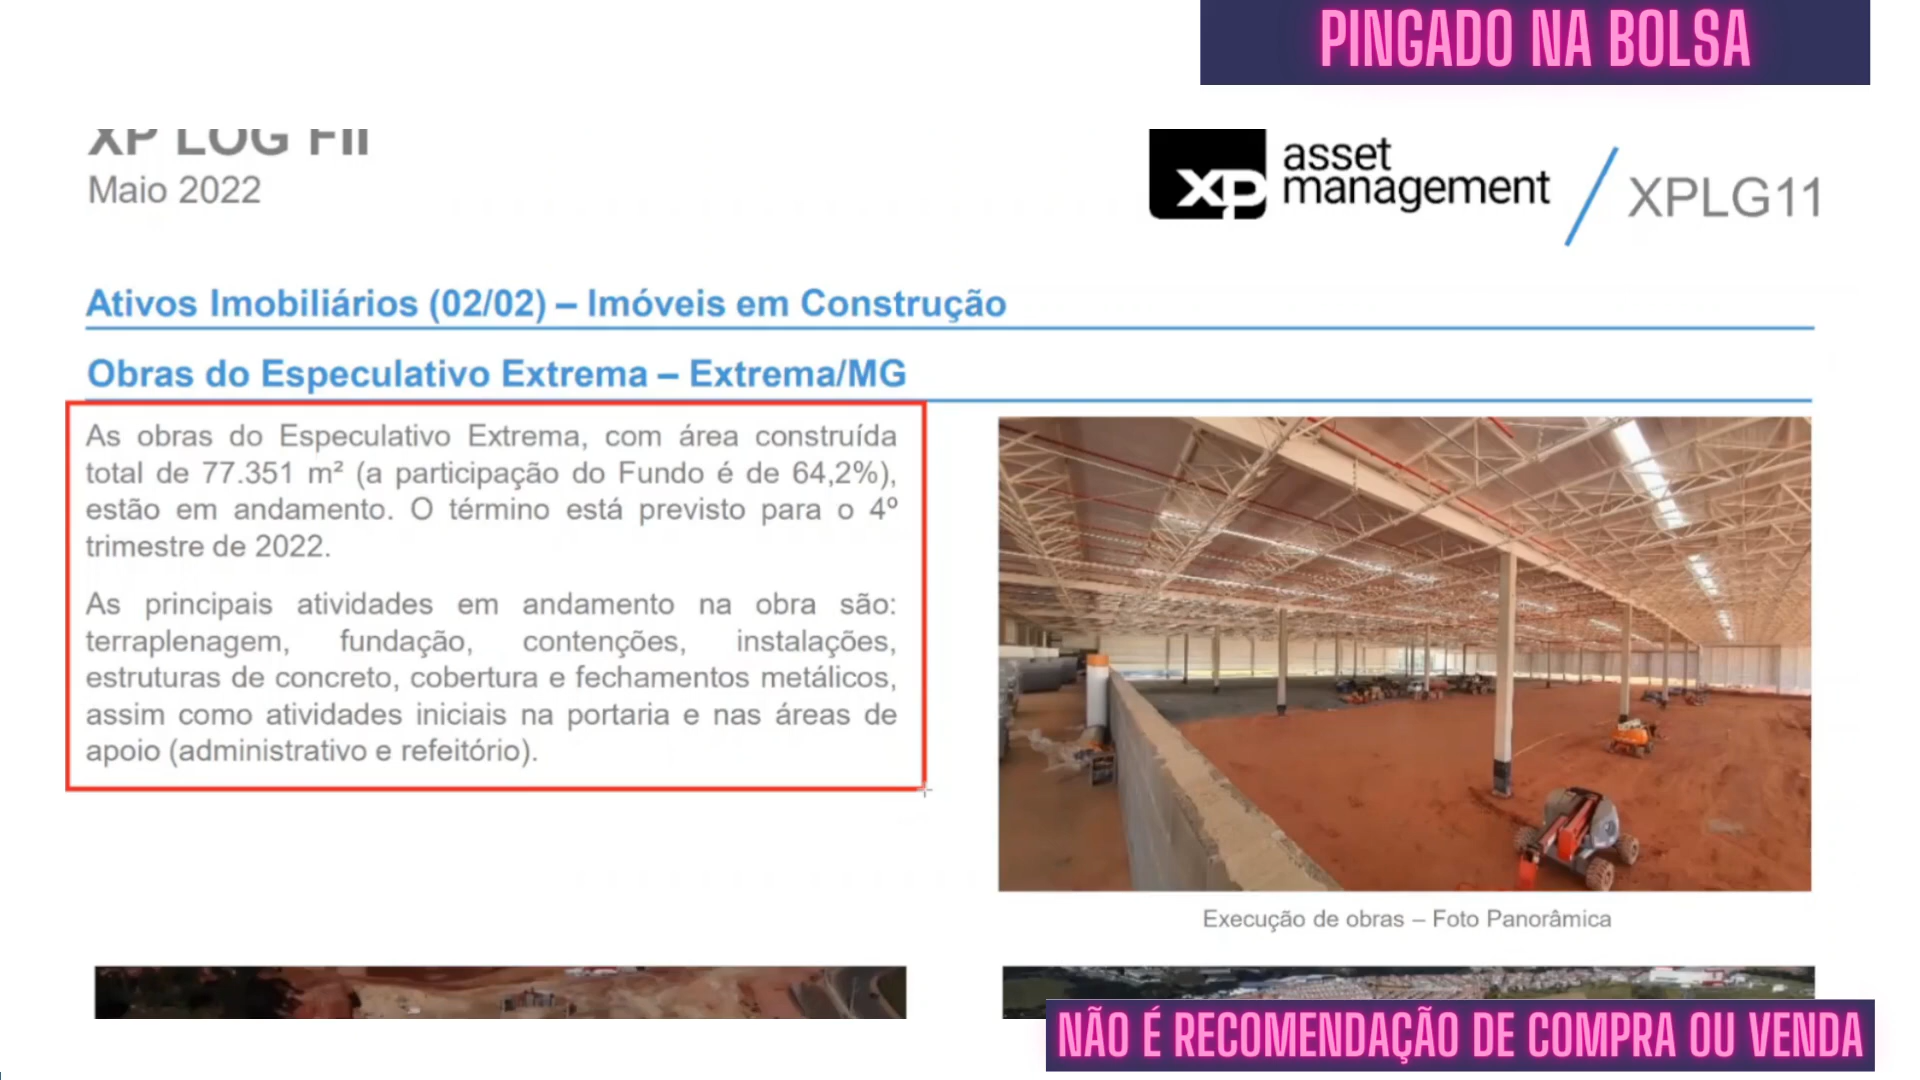 PINGADO NA BOLSA
XP LOG FII
Maio 2022
xp asset management / XPLG11
Ativos Imobiliários (02/02) – Imóveis em Construção
Obras do Especulativo Extrema – Extrema/MG
As obras do Especulativo Extrema, com área construída
total de 77.351 m² (a participação do Fundo é de 64,2%),
estão em andamento. O término está previsto para o 4º
trimestre de 2022.
As principais atividades em andamento na obra são:
terraplenagem, fundação, contenções, instalações,
estruturas de concreto, cobertura e fechamentos metálicos,
assim como atividades iniciais na portaria e nas áreas de
apoio (administrativo e refeitório).
Execução de obras – Foto Panorâmica
NÃO É RECOMENDAÇÃO DE COMPRA OU VENDA